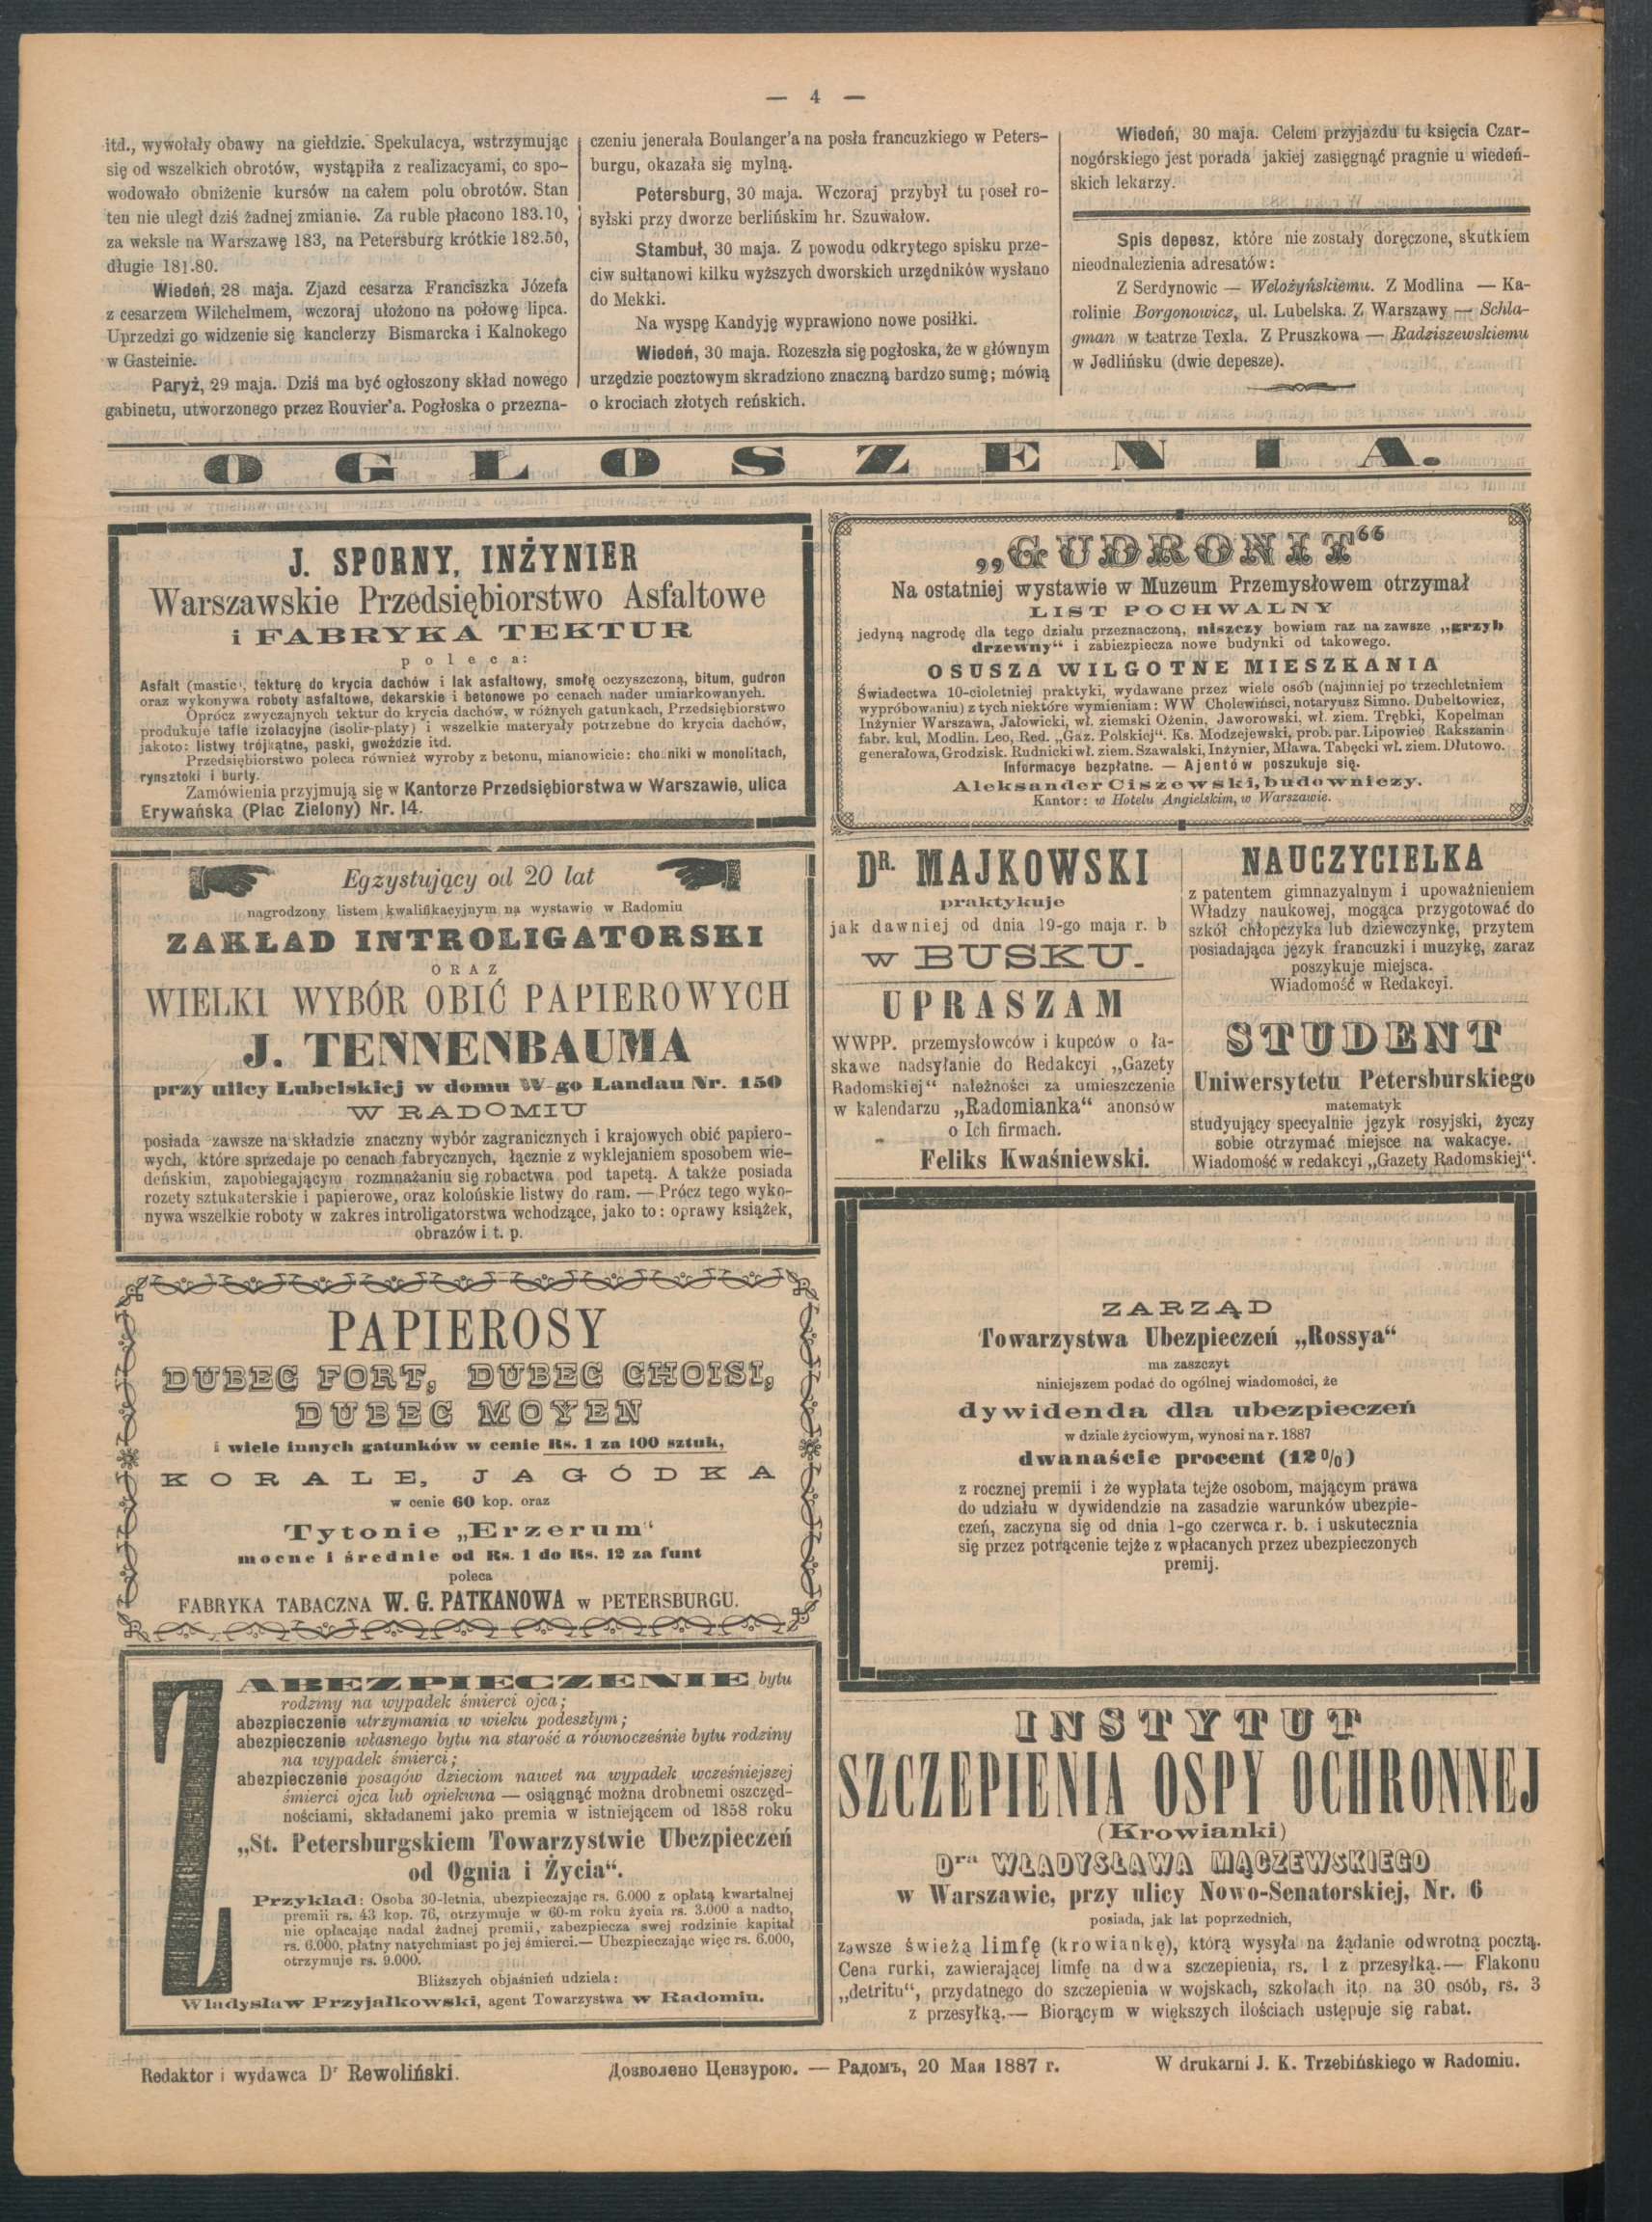 — 4 —
itd., wywołały obawy na giełdzie. Spekulacya, wstrzymując
się od wszelkich obrotów, wystąpiła z realizacyami, co spo-
wodowało obniżenie kursów na całem polu obrotów. Stan
ten nie uległ dziś żadnej zmianie. Za ruble płacono 183.10,
za weksle na Warszawę 183, na Petersburg krótkie 182.50,
długie 181.80.
Wiedeń, 28 maja. Zjazd cesarza Franciszka Józefa
z cesarzem Wilchelmem, wczoraj ułożono na połowę lipca.
Uprzedzi go widzenie się kanclerzy Bismarcka i Kalnokego
w Gasteinie.
Paryż, 29 maja. Dziś ma być ogłoszony skład nowego
gabinetu, utworzonego przez Rouvier'a. Pogłoska o przezna-
czeniu jenerała Boulanger'a na posła francuzkiego w Peters-
burgu, okazała się mylną.
Petersburg, 30 maja. Wczoraj przybył tu poseł ro-
syłski przy dworze berlińskim hr. Szuwałow.
Stambuł, 30 maja. Z powodu odkrytego spisku prze-
ciw sułtanowi kilku wyższych dworskich urzędników wysłano
do Mekki.
Na wyspę Kandyję wyprawiono nowe posiłki.
Wiedeń, 30 maja. Rozeszła się pogłoska, że w głównym
urzędzie pocztowym skradziono znaczną bardzo sumę; mówią
o krociach złotych reńskich.
Wiedeń, 30 maja. Celem przyjazdu tu księcia Czar-
nogórskiego jest porada jakiej zasięgnąć pragnie u wiedeń-
skich lekarzy.
Spis depesz, które nie zostały doręczone, skutkiem
nieodnalezienia adresatów:
Z Serdynowic — Welożyńskiemu. Z Modlina — Ka-
rolinie Borgonowicz, ul. Lubelska. Z Warszawy — Schla-
gman w teatrze Texla. Z Pruszkowa — Radziszewskiemu
w Jedlińsku (dwie depesze).
OGŁOSZENIA.
J. SPORNY, INŻYNIER
Warszawskie Przedsiębiorstwo Asfaltowe
i FABRYKA TEKTUR
poleca:
Asfalt (mastic), tekturę do krycia dachów i lak asfaltowy, smołę oczyszczoną, bitum, gudron
oraz wykonywa roboty asfaltowe, dekarskie i betonowe po cenach nader umiarkowanych.
Oprócz zwyczajnych tektur do krycia dachów, w różnych gatunkach, Przedsiębiorstwo
produkuje tafle izolacyjne (isolir-platy) i wszelkie materyały potrzebne do krycia dachów,
jakoto: listwy trójkątne, paski, gwoździe itd.
Przedsiębiorstwo poleca również wyroby z betonu, mianowicie: chodniki w monolitach,
rynsztoki i burty.
Zamówienia przyjmują się w Kantorze Przedsiębiorstwa w Warszawie, ulica
Erywańska (Plac Zielony) Nr. 14.
„GUDRONIT“
Na ostatniej wystawie w Muzeum Przemysłowem otrzymał
LIST POCHWALNY
jedyną nagrodę dla tego działu przeznaczoną, niszczy bowiem raz na zawsze „grzyb
drzewny“ i zabiezpiecza nowe budynki od takowego.
OSUSZA WILGOTNE MIESZKANIA
Świadectwa 10-cioletniej praktyki, wydawane przez wiele osób (najmniej po trzechletniem
wypróbowaniu) z tych niektóre wymieniam: WW Cholewińsci, notaryusz Simno. Dubeltowicz,
Inżynier Warszawa, Jałowicki, wł. ziemski Ożenin, Jaworowski, wł. ziem. Trębki, Kopelman
fabr. kul, Modlin. Leo, Red. „Gaz. Polskiej“. Ks. Modzejewski, prob. par. Lipowiec Rakszanin
generałowa, Grodzisk. Rudnicki wł. ziem. Szawalski, Inżynier, Mława. Tabęcki wł. ziem. Dłutowo.
Informacye bezpłatne. — Ajentów poszukuje się.
Aleksander Ciszewski, budowniczy.
Kantor: w Hotelu Angielskim, w Warszawie.
Egzystujący od 20 lat
nagrodzony listem kwalifikacyjnym na wystawie w Radomiu
ZAKŁAD INTROLIGATORSKI
ORAZ
WIELKI WYBÓR OBIĆ PAPIEROWYCH
J. TENNENBAUMA
przy ulicy Lubelskiej w domu W-go Landau Nr. 150
W RADOMIU
posiada zawsze na składzie znaczny wybór zagranicznych i krajowych obić papiero-
wych, które sprzedaje po cenach fabrycznych, łącznie z wyklejaniem sposobem wie-
deńskim, zapobiegającym rozmnażaniu się robactwa pod tapetą. A także posiada
rozety sztukaterskie i papierowe, oraz kolońskie listwy do ram. — Prócz tego wyko-
nywa wszelkie roboty w zakres introligatorstwa wchodzące, jako to: oprawy książek,
obrazów i t. p.
DR. MAJKOWSKI
praktykuje
jak dawniej od dnia 19-go maja r. b
w BUSKU.
UPRASZAM
WWPP. przemysłowców i kupców o ła-
skawe nadsyłanie do Redakcyi „Gazety
Radomskiej“ należności za umieszczenie
w kalendarzu „Radomianka“ anonsów
o Ich firmach.
Feliks Kwaśniewski.
NAUCZYCIELKA
z patentem gimnazyalnym i upoważnieniem
Władzy naukowej, mogąca przygotować do
szkół chłopczyka lub dziewczynkę, przytem
posiadająca język francuzki i muzykę, zaraz
poszykuje miejsca.
Wiadomość w Redakcyi.
STUDENT
Uniwersytetu Petersburskiego
matematyk
studyujący specyalnie język rosyjski, życzy
sobie otrzymać miejsce na wakacye.
Wiadomość w redakcyi „Gazety Radomskiej“.
PAPIEROSY
DUBEC FORT, DUBEC CHOISI,
DUBEC MOYEN
i wiele innych gatunków w cenie Rs. 1 za 100 sztuk,
KORALE, JAGÓDKA
w cenie 60 kop. oraz
Tytonie „Erzerum“
mocne i średnie od Rs. 1 do Rs. 12 za funt
poleca
FABRYKA TABACZNA W. G. PATKANOWA w PETERSBURGU.
ZARZĄD
Towarzystwa Ubezpieczeń „Rossya“
ma zaszczyt
niniejszem podać do ogólnej wiadomości, że
dywidenda dla ubezpieczeń
w dziale życiowym, wynosi na r. 1887
dwanaście procent (12%)
z rocznej premii i że wypłata tejże osobom, mającym prawa
do udziału w dywidendzie na zasadzie warunków ubezpie-
czeń, zaczyna się od dnia 1-go czerwca r. b. i uskutecznia
się przez potrącenie tejże z wpłacanych przez ubezpieczonych
premij.
ZABEZPIECZENIE bytu
rodziny na wypadek śmierci ojca;
abezpieczenie utrzymania w wieku podeszłym;
abezpieczenie własnego bytu na starość a równocześnie bytu rodziny
na wypadek śmierci;
abezpieczenie posagów dzieciom nawet na wypadek wcześniejszej
śmierci ojca lub opiekuna — osiągnąć można drobnemi oszczęd-
nościami, składanemi jako premia w istniejącem od 1858 roku
„St. Petersburgskiem Towarzystwie Ubezpieczeń
od Ognia i Życia“.
Przykład: Osoba 30-letnia, ubezpieczając rs. 6.000 z opłatą kwartalnej
premii rs. 43 kop. 76, otrzymuje w 60-m roku życia rs. 3.000 a nadto,
nie opłacając nadal żadnej premii, zabezpiecza swej rodzinie kapitał
rs. 6.000, płatny natychmiast po jej śmierci.— Ubezpieczając więc rs. 6.000,
otrzymuje rs. 9.000.
Bliższych objaśnień udziela:
Władysław Przyjałkowski, agent Towarzystwa w Radomiu.
INSTYTUT
SZCZEPIENIA OSPY OCHRONNEJ
(Krowianki)
Dra WŁADYSŁAWA MĄCZEWSKIEGO
w Warszawie, przy ulicy Nowo-Senatorskiej, Nr. 6
posiada, jak lat poprzednich,
zawsze świeżą limfę (krowiankę), którą wysyła na żądanie odwrotną pocztą.
Cena rurki, zawierającej limfę na dwa szczepienia, rs. 1 z przesyłką.— Flakonu
„detritu“, przydatnego do szczepienia w wojskach, szkołach itp. na 30 osób, rs. 3
z przesyłką.— Biorącym w większych ilościach ustępuje się rabat.
Redaktor i wydawca Dr Rewoliński.
Дозволено Цензурою. — Радомъ, 20 Мая 1887 г.
W drukarni J. K. Trzebińskiego w Radomiu.